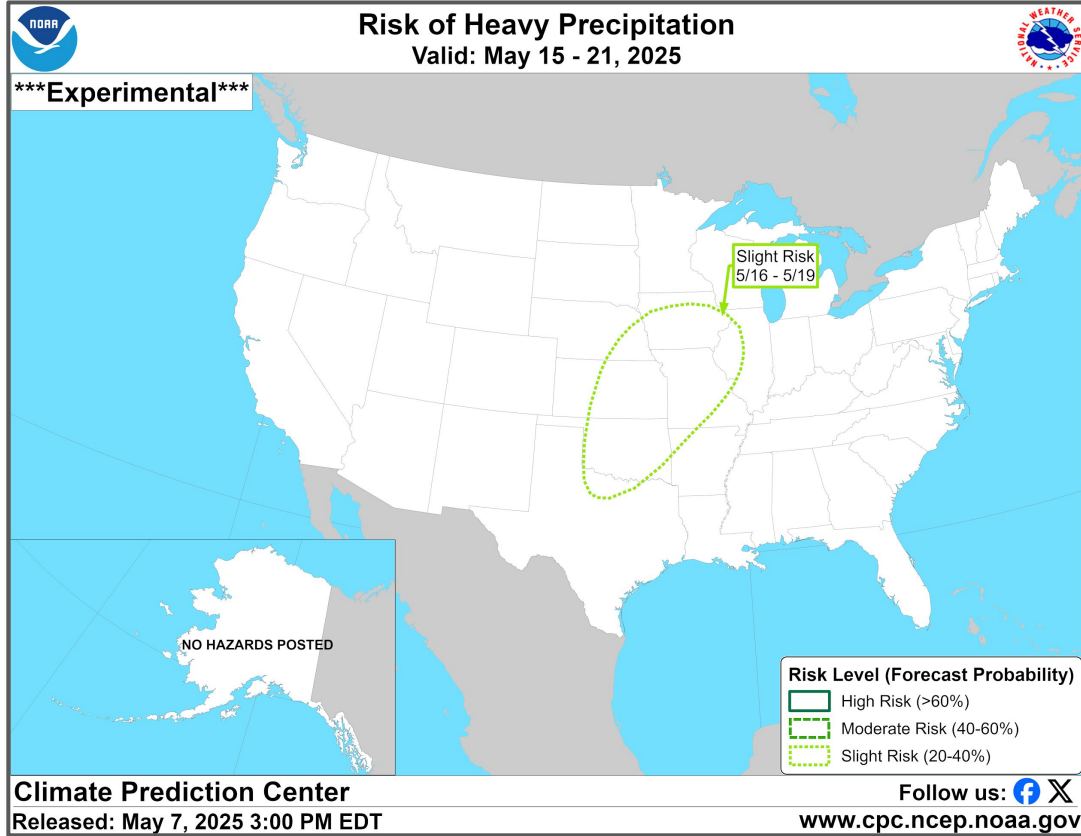 NOAA
Risk of Heavy Precipitation
Valid: May 15 - 21, 2025
NATIONAL WEATHER SERVICE
***Experimental***
Slight Risk
5/16 - 5/19
NO HAZARDS POSTED
Risk Level (Forecast Probability)
High Risk (>60%)
Moderate Risk (40-60%)
Slight Risk (20-40%)
Climate Prediction Center
Follow us:
Released: May 7, 2025 3:00 PM EDT
www.cpc.ncep.noaa.gov